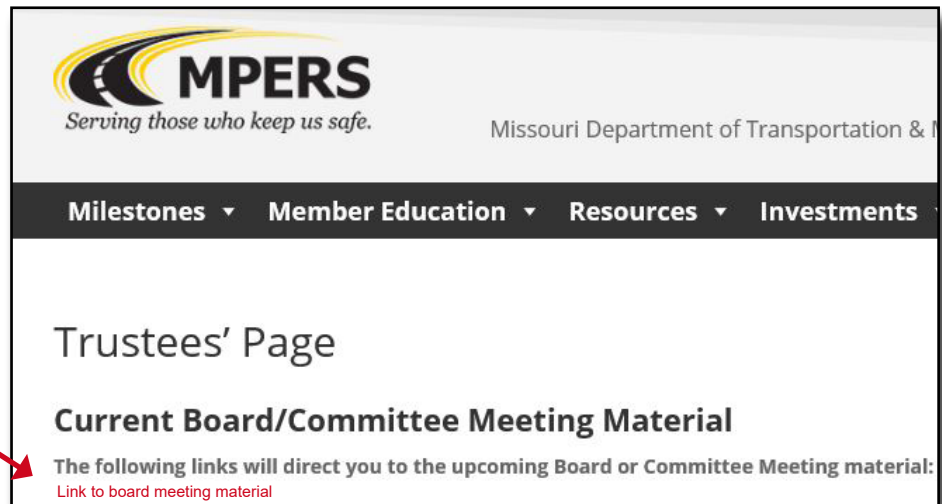 MPERS
Serving those who keep us safe.
Missouri Department of Transportation &
Milestones Member Education Resources Investments
Trustees’ Page
Current Board/Committee Meeting Material
The following links will direct you to the upcoming Board or Committee Meeting material:
Link to board meeting material